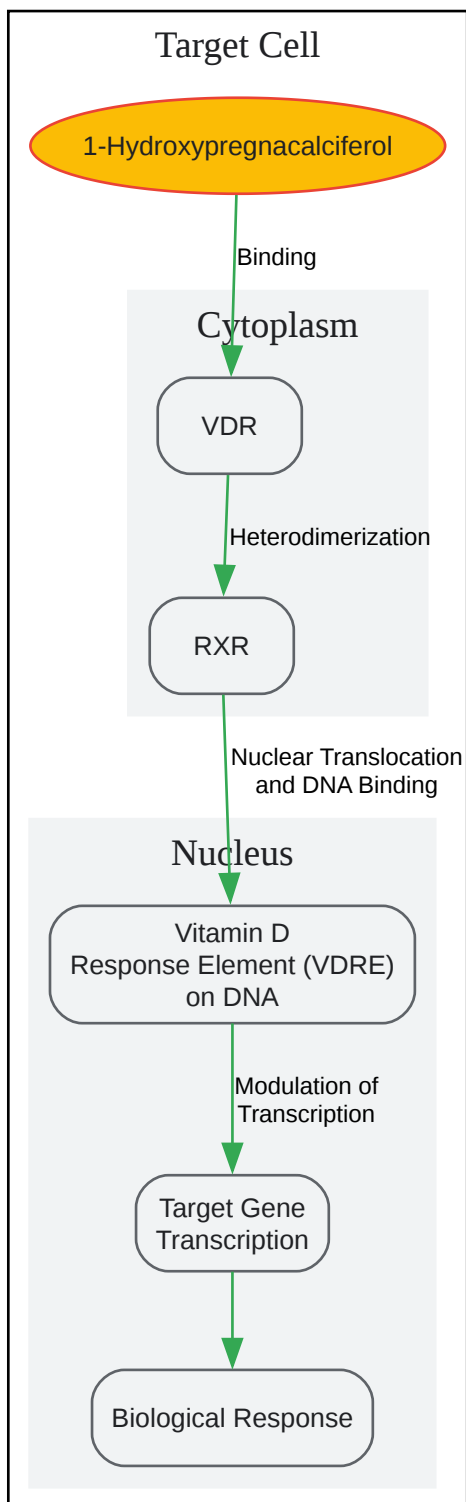 Target Cell
1-Hydroxypregnacalciferol
Binding
Cytoplasm
VDR
Heterodimerization
RXR
Nuclear Translocation
and DNA Binding
Nucleus
Vitamin D
Response Element (VDRE)
on DNA
Modulation of
Transcription
Target Gene
Transcription
Biological Response